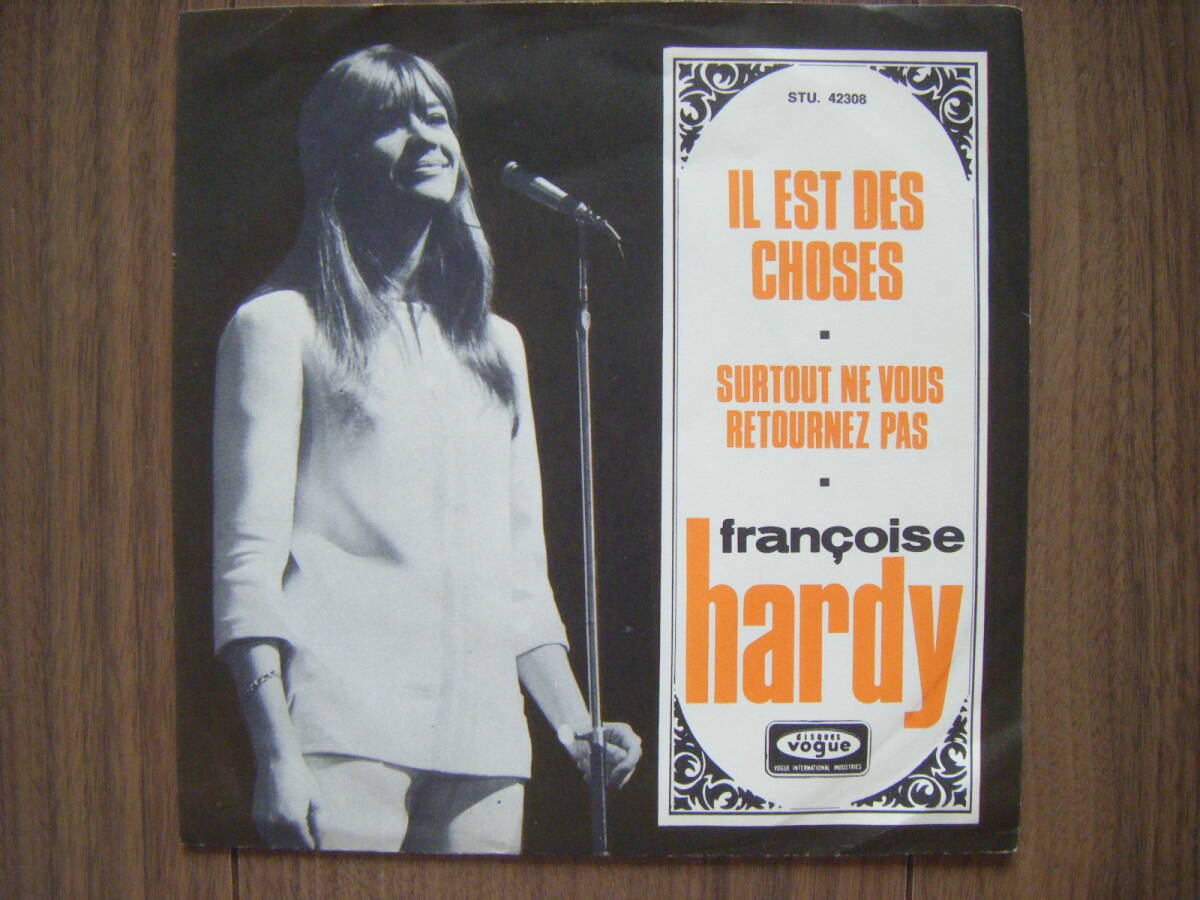 STU. 42308
IL EST DES
CHOSES
SURTOUT NE VOUS
RETOURNEZ PAS
françoise
hardy
disques
vogue
VOGUE INTERNATIONAL INDUSTRIES